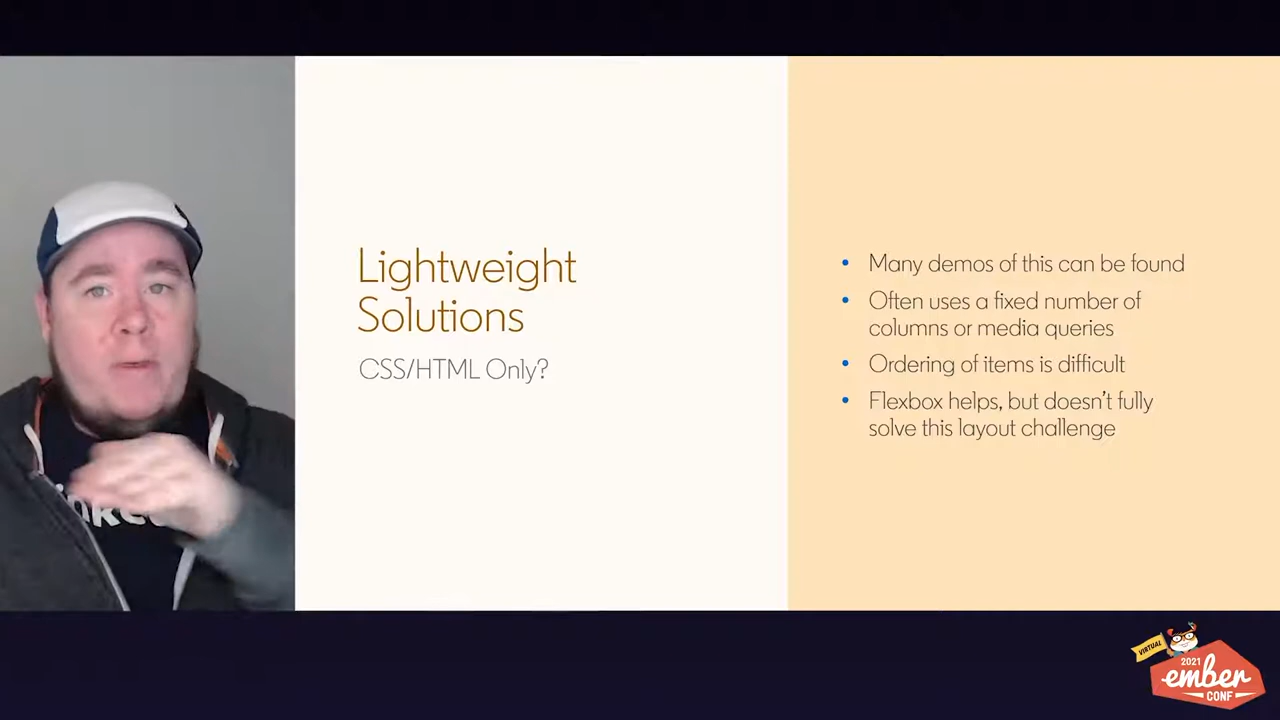 Lightweight
Solutions
CSS/HTML Only?
• Many demos of this can be found
• Often uses a fixed number of
columns or media queries
• Ordering of items is difficult
• Flexbox helps, but doesn't fully
solve this layout challenge
VIRTUAL
2021
ember
CONF